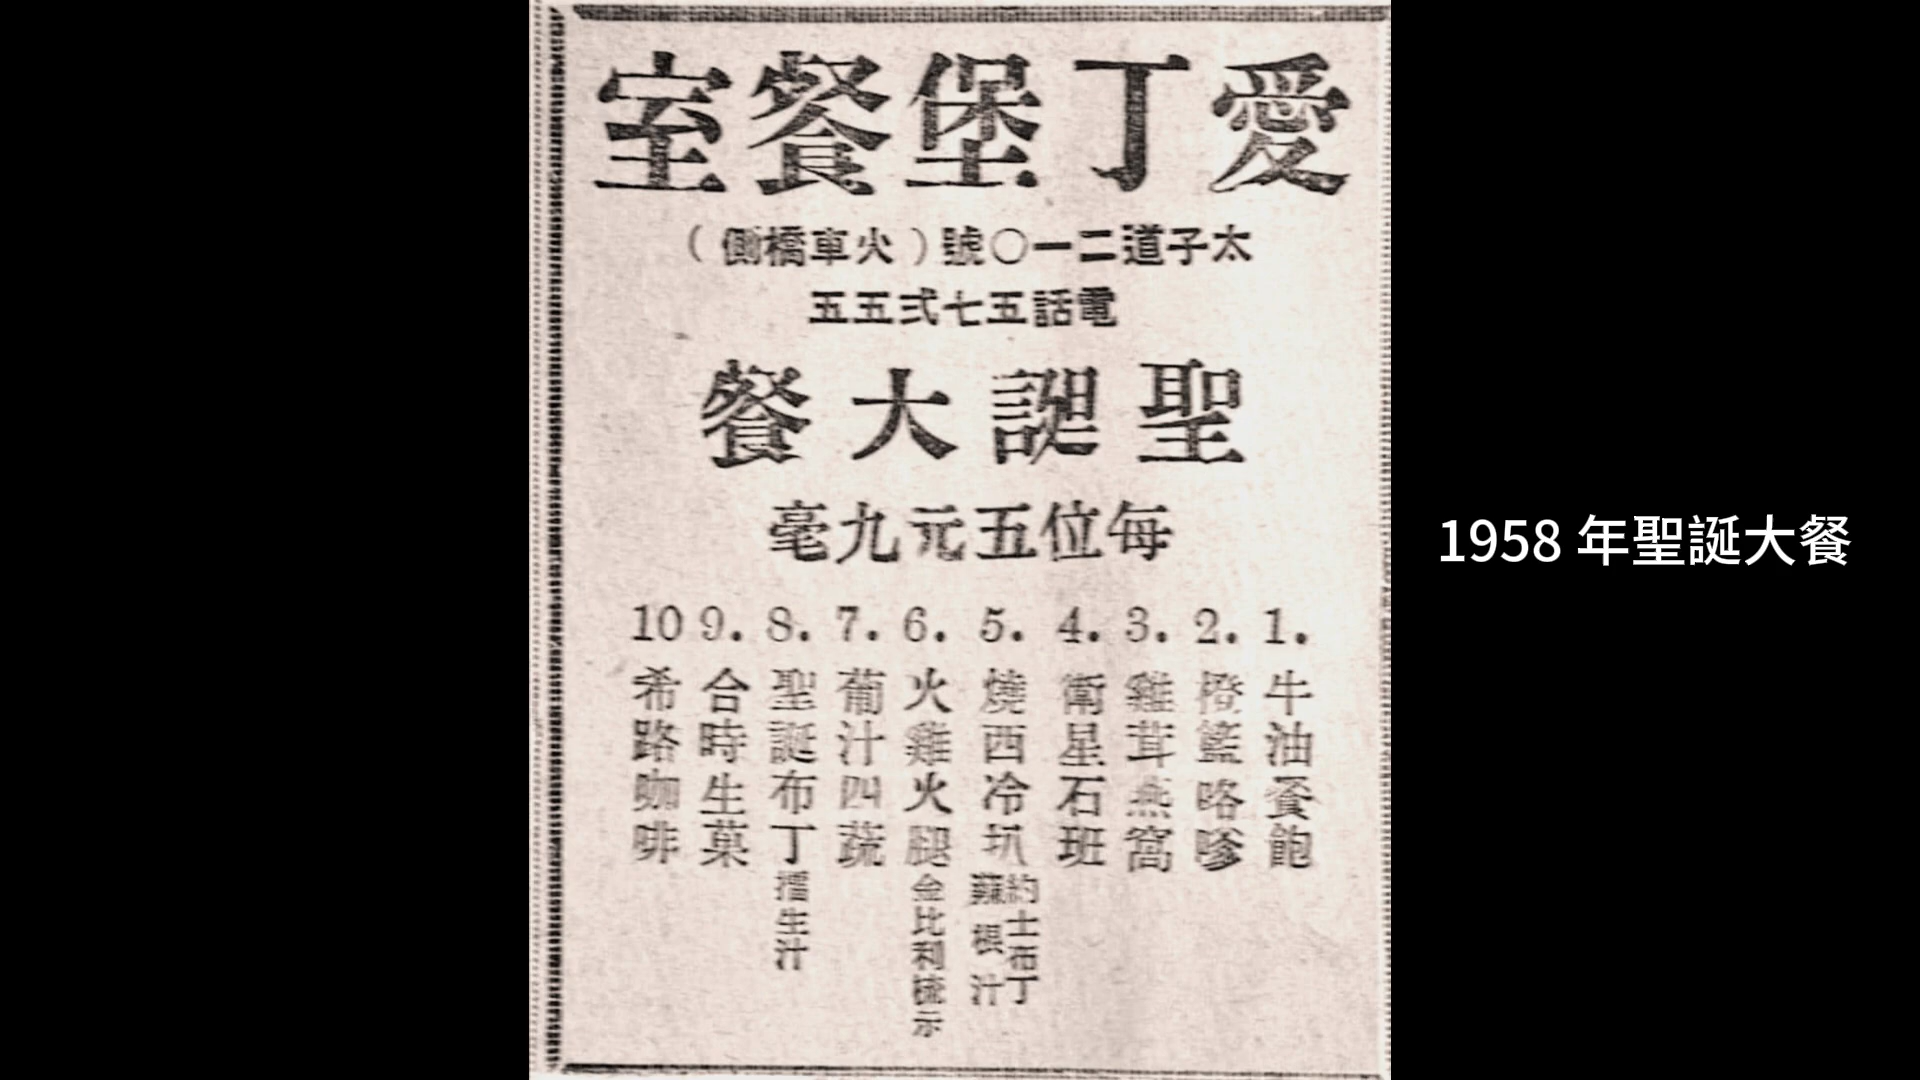 愛丁堡餐室
太子道二一〇號(火車橋側)
電話五七弍五五
聖誕大餐
每位五元九毫
1. 牛油餐飽
2. 橙籃咯嗲
3. 雞茸燕窩
4. 衛星石班
5. 燒西冷扒 約士布丁 蘇根汁
6. 火雞火腿 金比利梳示
7. 葡汁四蔬
8. 聖誕布丁 擂生汁
9. 合時生菓
10 希路咖啡
1958 年聖誕大餐